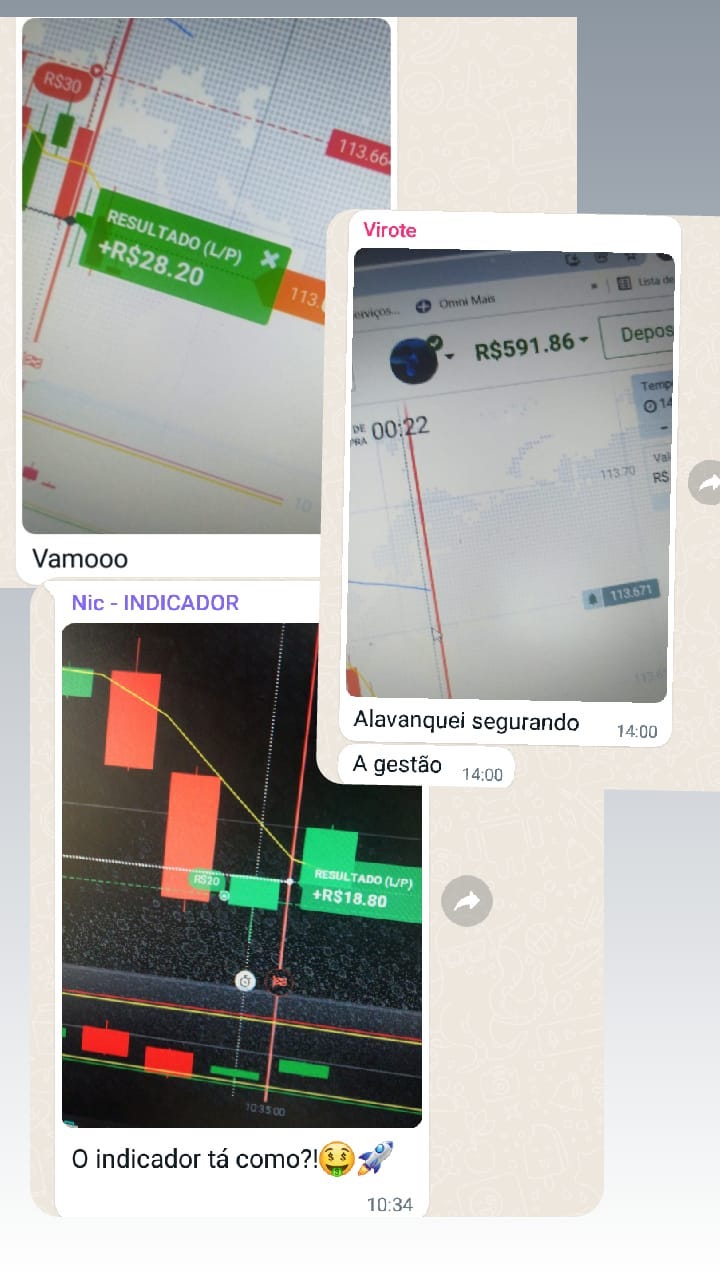 R$30
113.66
RESULTADO (L/P)
+R$28.20
113.
10
Vamooo
Virote
Lista de
erviços...
Omni Mais
R$591.86
Depos
Temp
14
DE
PRA
00:22
Val
R$
113.70
113.671
Alavanquei segurando
14:00
A gestão
14:00
Nic - INDICADOR
R$20
RESULTADO (L/P)
+R$18.80
10:35:00
O indicador tá como?!🤑🚀
10:34